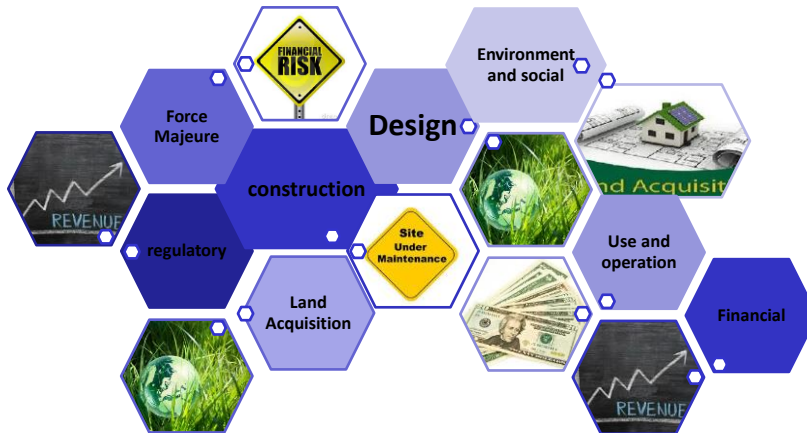 FINANCIAL
RISK
Environment
and social
Force
Majeure
Design
nd Acquisit
construction
REVENUE
regulatory
Site
Under
Maintenance
Use and
operation
Land
Acquisition
Financial
REVENUE